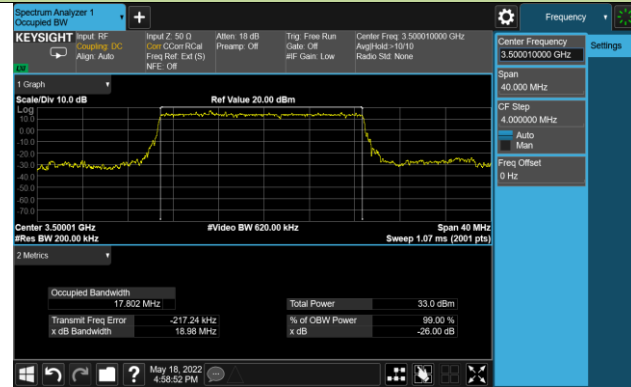 Spectrum Analyzer 1
Occupied BW
Frequency
KEYSIGHT
Input: RF
Coupling: DC
Align: Auto
Input Z: 50 Ω
Corr CCorr RCal
Freq Ref: Ext (S)
NFE: Off
Atten: 18 dB
Preamp: Off
Trig: Free Run
Gate: Off
#IF Gain: Low
Center Freq: 3.500010000 GHz
Avg|Hold:>10/10
Radio Std: None
LXI
Center Frequency
3.500010000 GHz
Settings
Span
40.000 MHz
CF Step
4.000000 MHz
Auto
Man
Freq Offset
0 Hz
1 Graph
Scale/Div 10.0 dB
Ref Value 20.00 dBm
Log
10.0
0.00
-10.0
-20.0
-30.0
-40.0
-50.0
-60.0
-70.0
Center 3.50001 GHz
#Video BW 620.00 kHz
Span 40 MHz
#Res BW 200.00 kHz
Sweep 1.07 ms (2001 pts)
2 Metrics
Occupied Bandwidth
17.802 MHz
Total Power 33.0 dBm
Transmit Freq Error -217.24 kHz
% of OBW Power 99.00 %
x dB Bandwidth 18.98 MHz
x dB -26.00 dB
?
May 18, 2022
4:58:52 PM